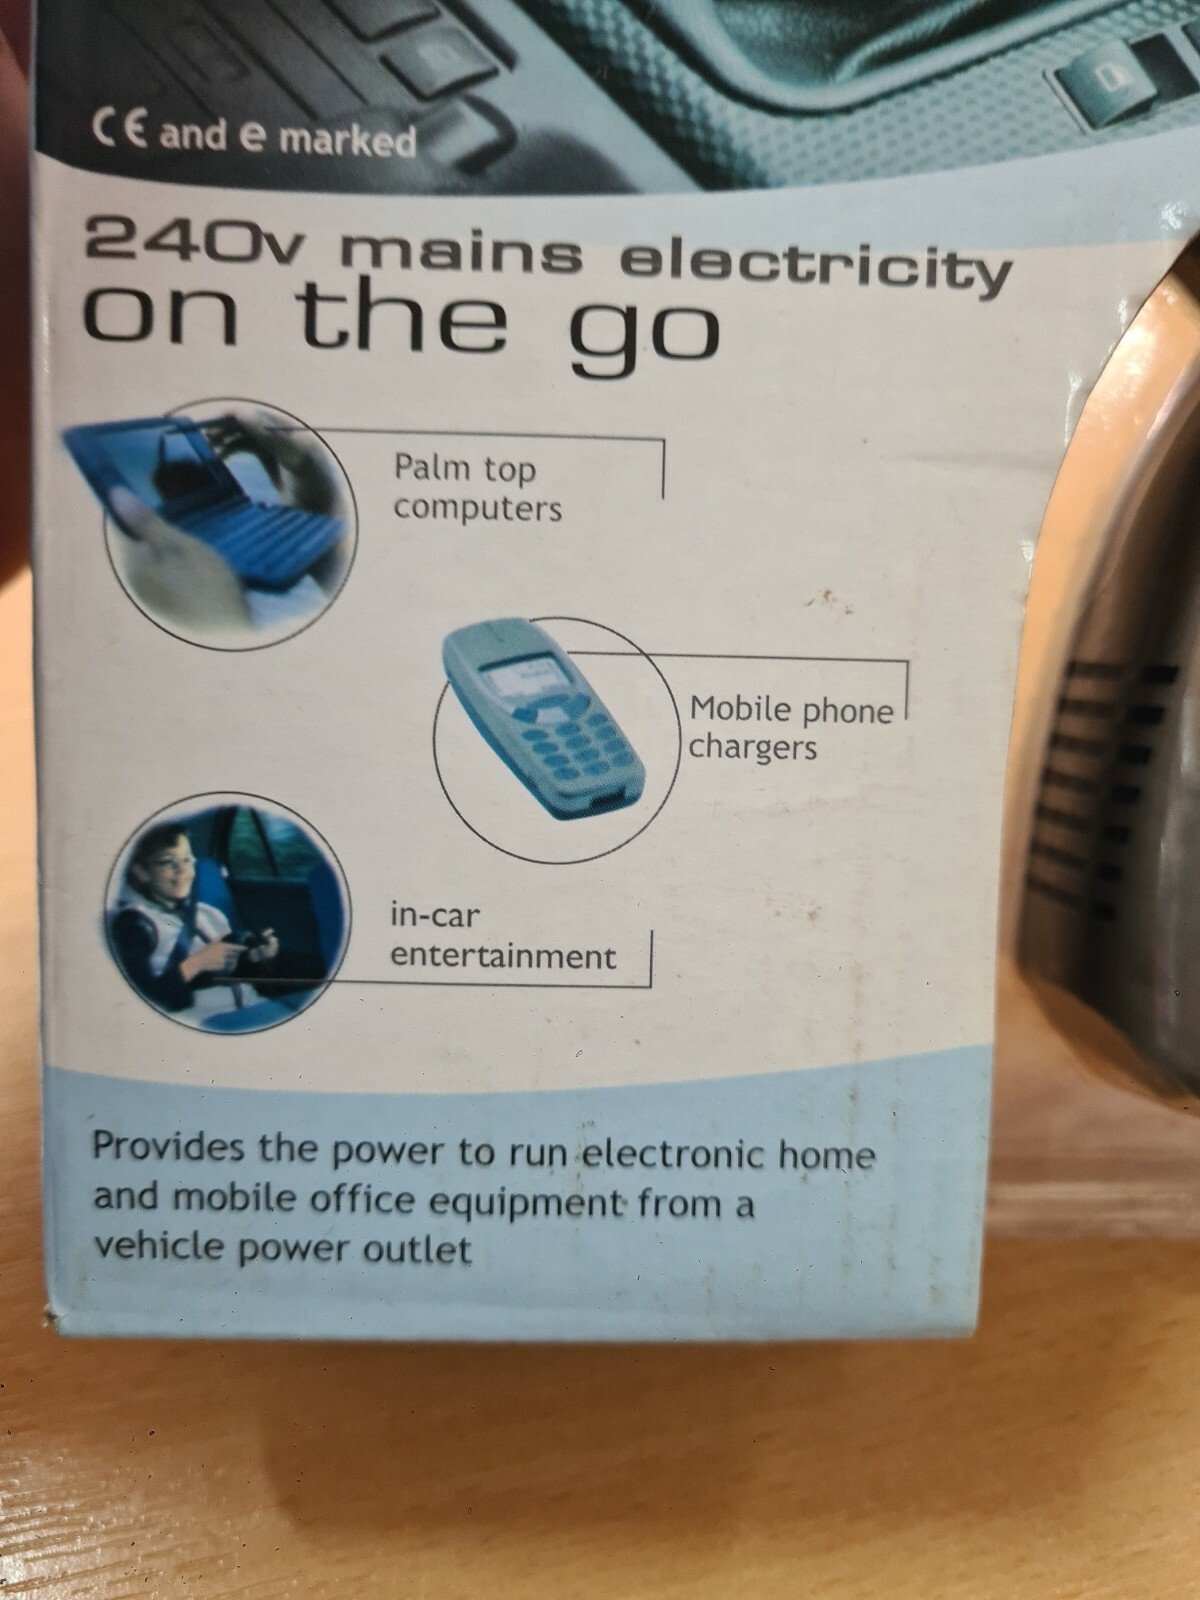 CE and e marked
240v mains electricity
on the go
Palm top
computers
Mobile phone
chargers
in-car
entertainment
Provides the power to run electronic home
and mobile office equipment from a
vehicle power outlet